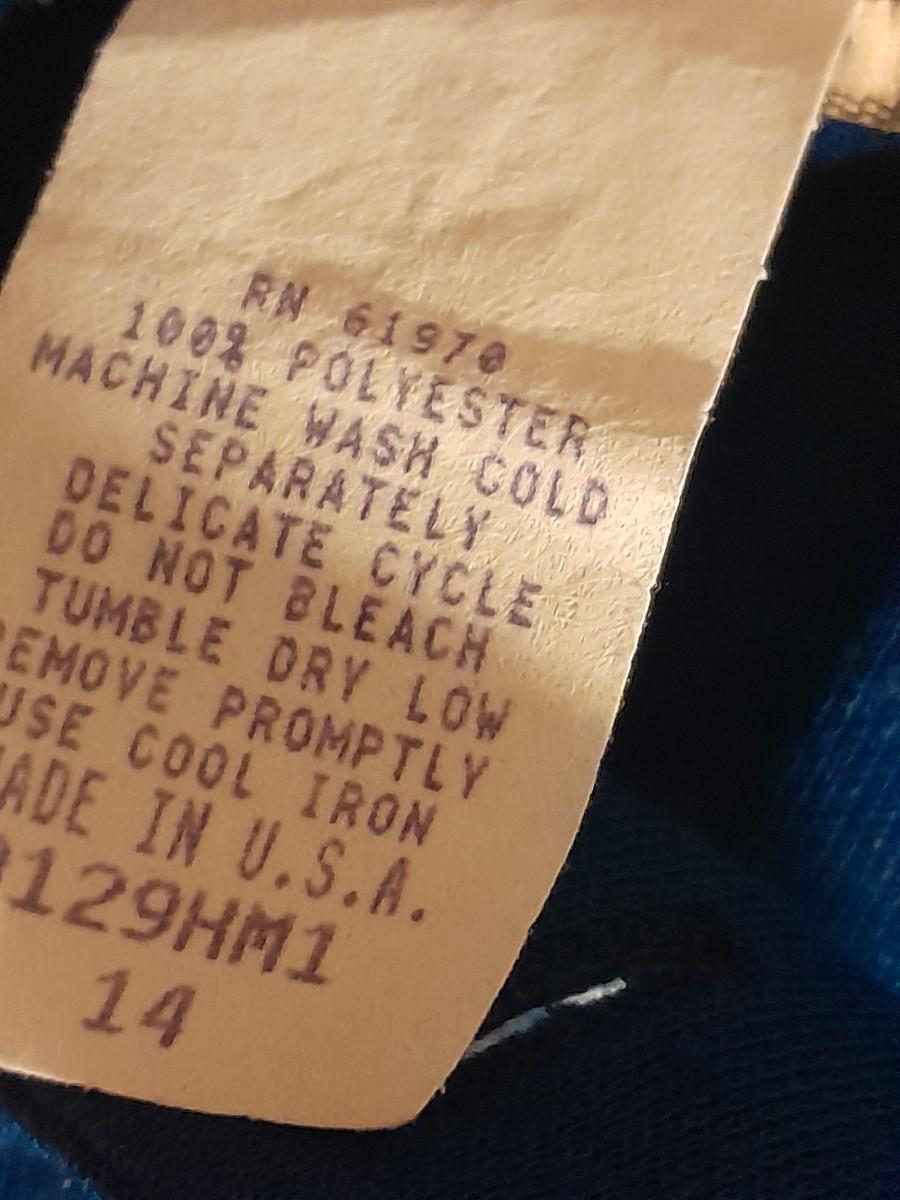 RN 61970
100% POLYESTER
MACHINE WASH COLD
SEPARATELY
DELICATE CYCLE
DO NOT BLEACH
TUMBLE DRY LOW
REMOVE PROMPTLY
USE COOL IRON
MADE IN U.S.A.
129HM1
14